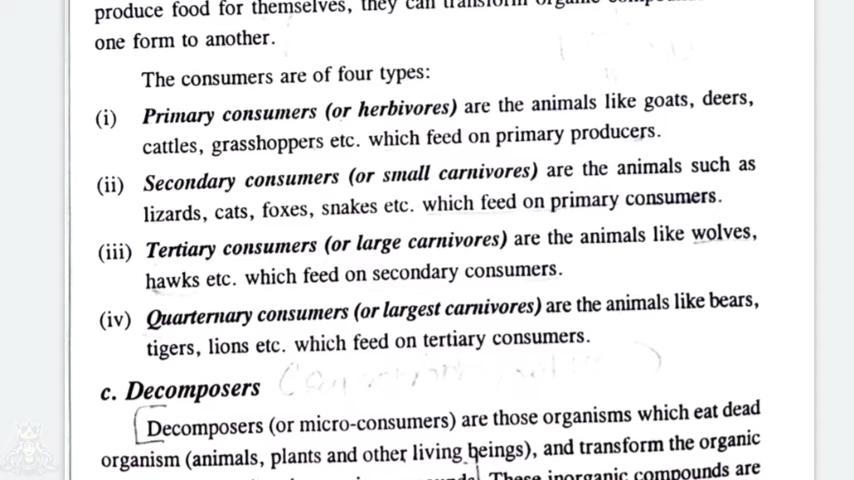 produce food for themselves, they can transform organic
one form to another.
The consumers are of four types:
(i) Primary consumers (or herbivores) are the animals like goats, deers,
cattles, grasshoppers etc. which feed on primary producers.
(ii) Secondary consumers (or small carnivores) are the animals such as
lizards, cats, foxes, snakes etc. which feed on primary consumers.
(iii) Tertiary consumers (or large carnivores) are the animals like wolves,
hawks etc. which feed on secondary consumers.
(iv) Quarternary consumers (or largest carnivores) are the animals like bears,
tigers, lions etc. which feed on tertiary consumers.
c. Decomposers
Decomposers (or micro-consumers) are those organisms which eat dead
organism (animals, plants and other living beings), and transform the organic
These inorganic compounds are